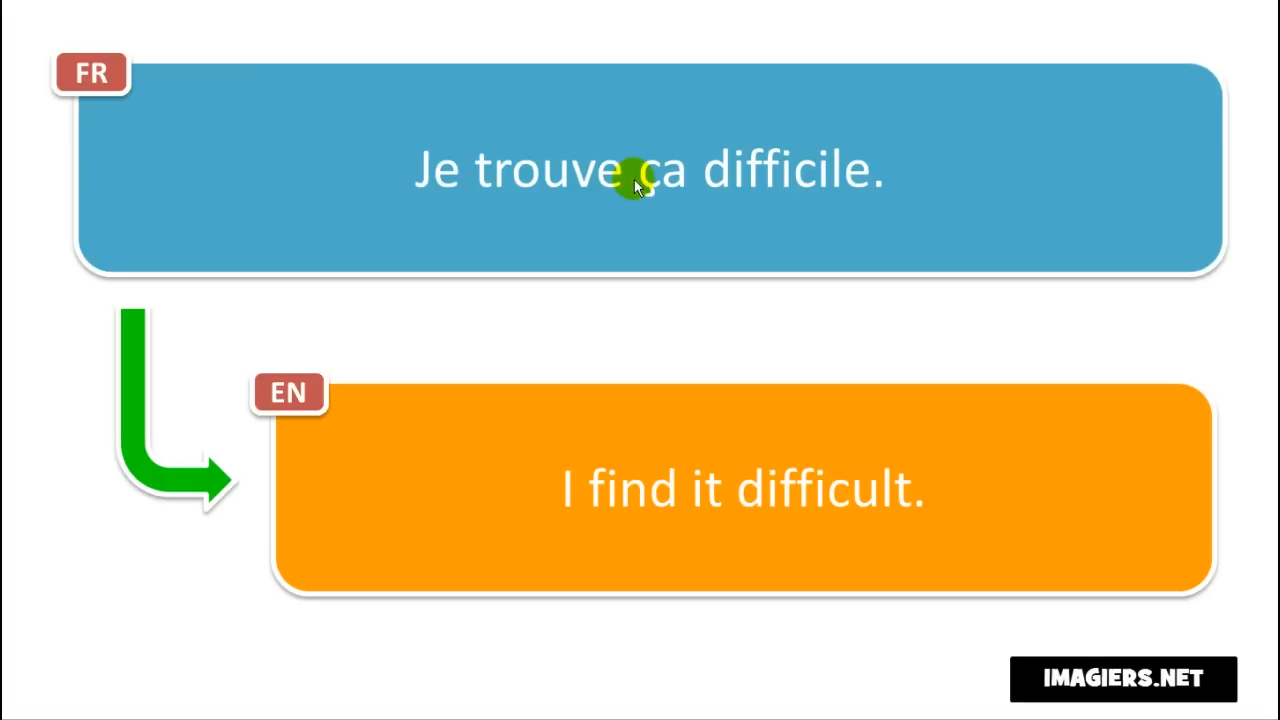 FR
Je trouve ça difficile.
EN
I find it difficult.
IMAGIERS.NET